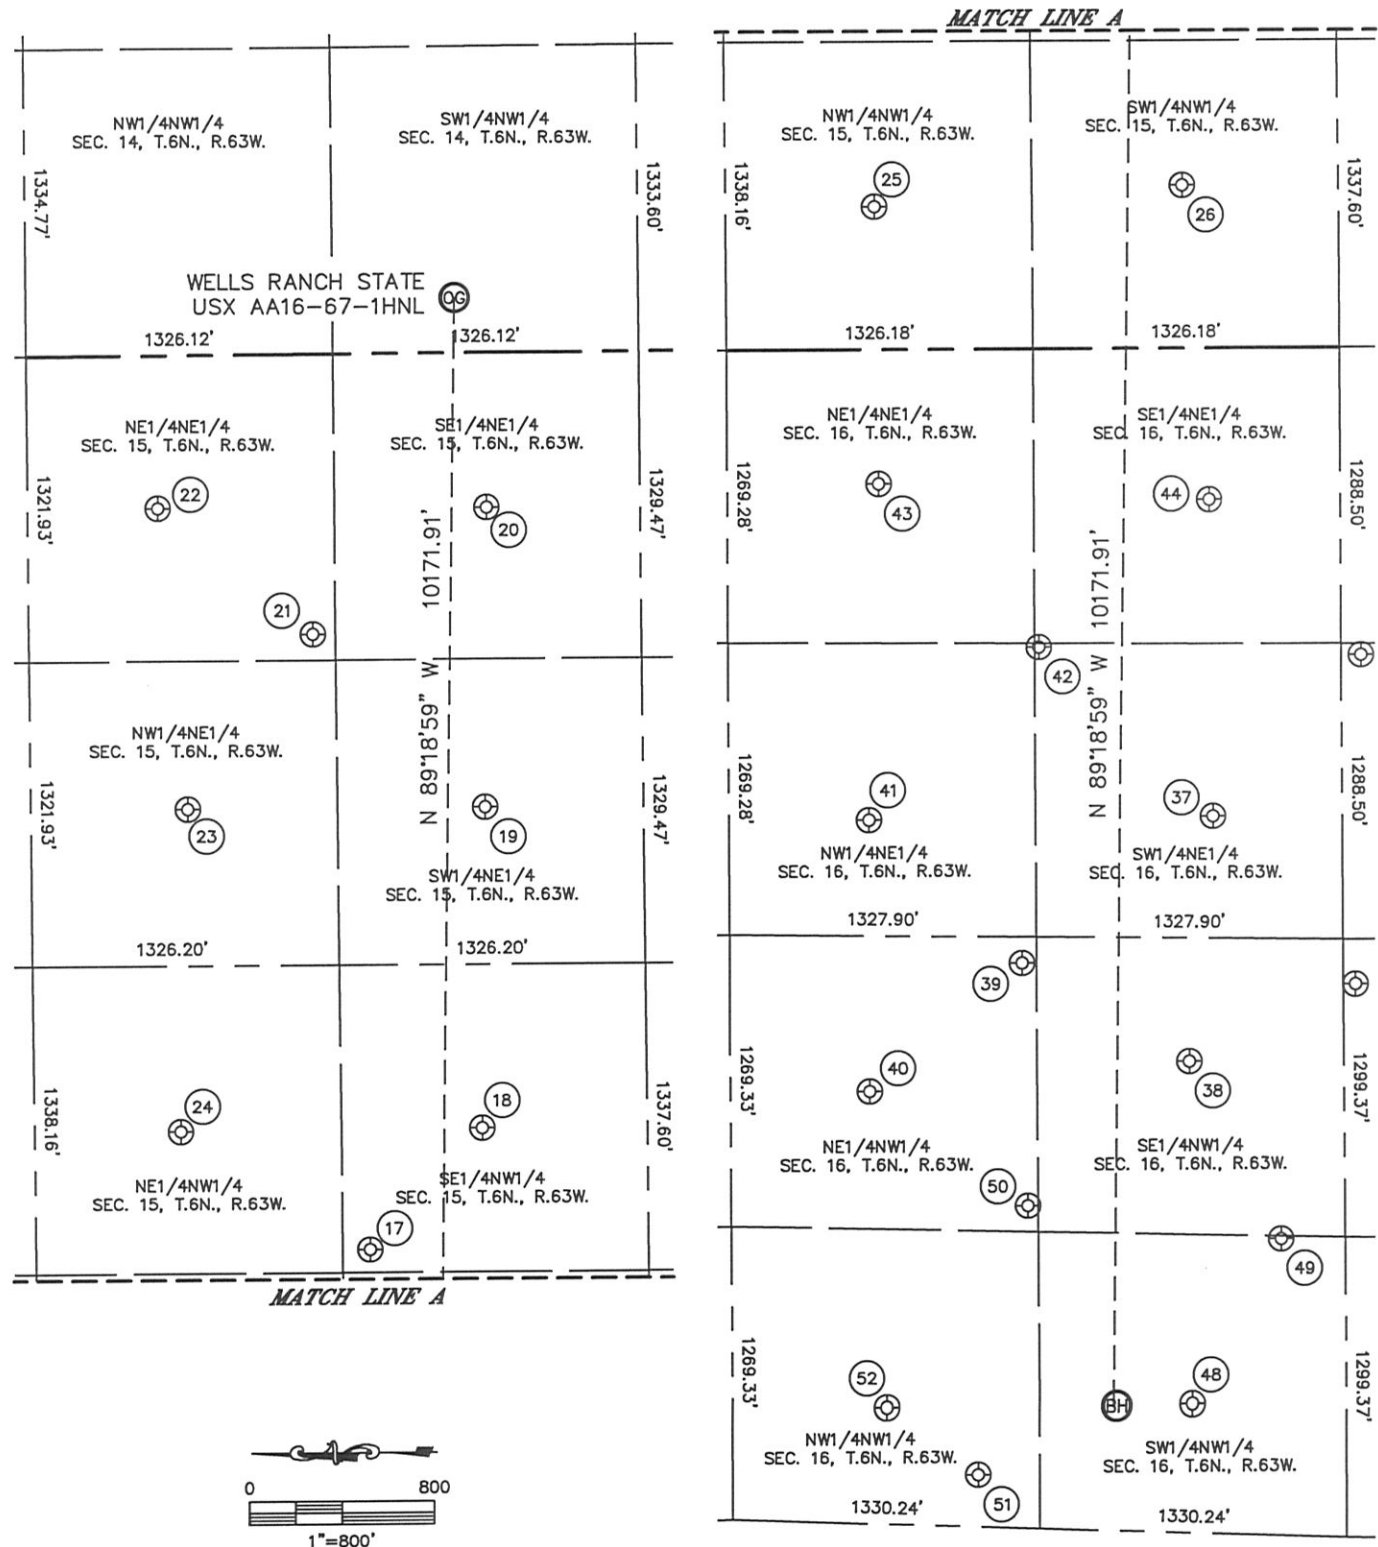 NW1/4NW1/4
SEC. 14, T.6N., R.63W.
SW1/4NW1/4
SEC. 14, T.6N., R.63W.
1334.77'
1333.60'
WELLS RANCH STATE
USX AA16-67-1HNL
OG
1326.12'
1326.12'
NE1/4NE1/4
SEC. 15, T.6N., R.63W.
SE1/4NE1/4
SEC. 15, T.6N., R.63W.
22
20
1321.93'
1329.47'
21
N 89°18'59" W 10171.91'
NW1/4NE1/4
SEC. 15, T.6N., R.63W.
23
19
1321.93'
1329.47'
SW1/4NE1/4
SEC. 15, T.6N., R.63W.
1326.20'
1326.20'
24
18
1338.16'
1337.60'
NE1/4NW1/4
SEC. 15, T.6N., R.63W.
SE1/4NW1/4
SEC. 15, T.6N., R.63W.
17
MATCH LINE A
0
800
1"=800'
MATCH LINE A
NW1/4NW1/4
SEC. 15, T.6N., R.63W.
SW1/4NW1/4
SEC. 15, T.6N., R.63W.
25
26
1338.16'
1337.60'
1326.18'
1326.18'
NE1/4NE1/4
SEC. 16, T.6N., R.63W.
SE1/4NE1/4
SEC. 16, T.6N., R.63W.
43
44
1269.28'
1288.50'
42
N 89°18'59" W 10171.91'
41
37
1269.28'
1288.50'
NW1/4NE1/4
SEC. 16, T.6N., R.63W.
SW1/4NE1/4
SEC. 16, T.6N., R.63W.
1327.90'
1327.90'
39
40
38
1269.33'
1299.37'
NE1/4NW1/4
SEC. 16, T.6N., R.63W.
SE1/4NW1/4
SEC. 16, T.6N., R.63W.
50
49
52
48
1269.33'
1299.37'
BH
NW1/4NW1/4
SEC. 16, T.6N., R.63W.
SW1/4NW1/4
SEC. 16, T.6N., R.63W.
51
1330.24'
1330.24'